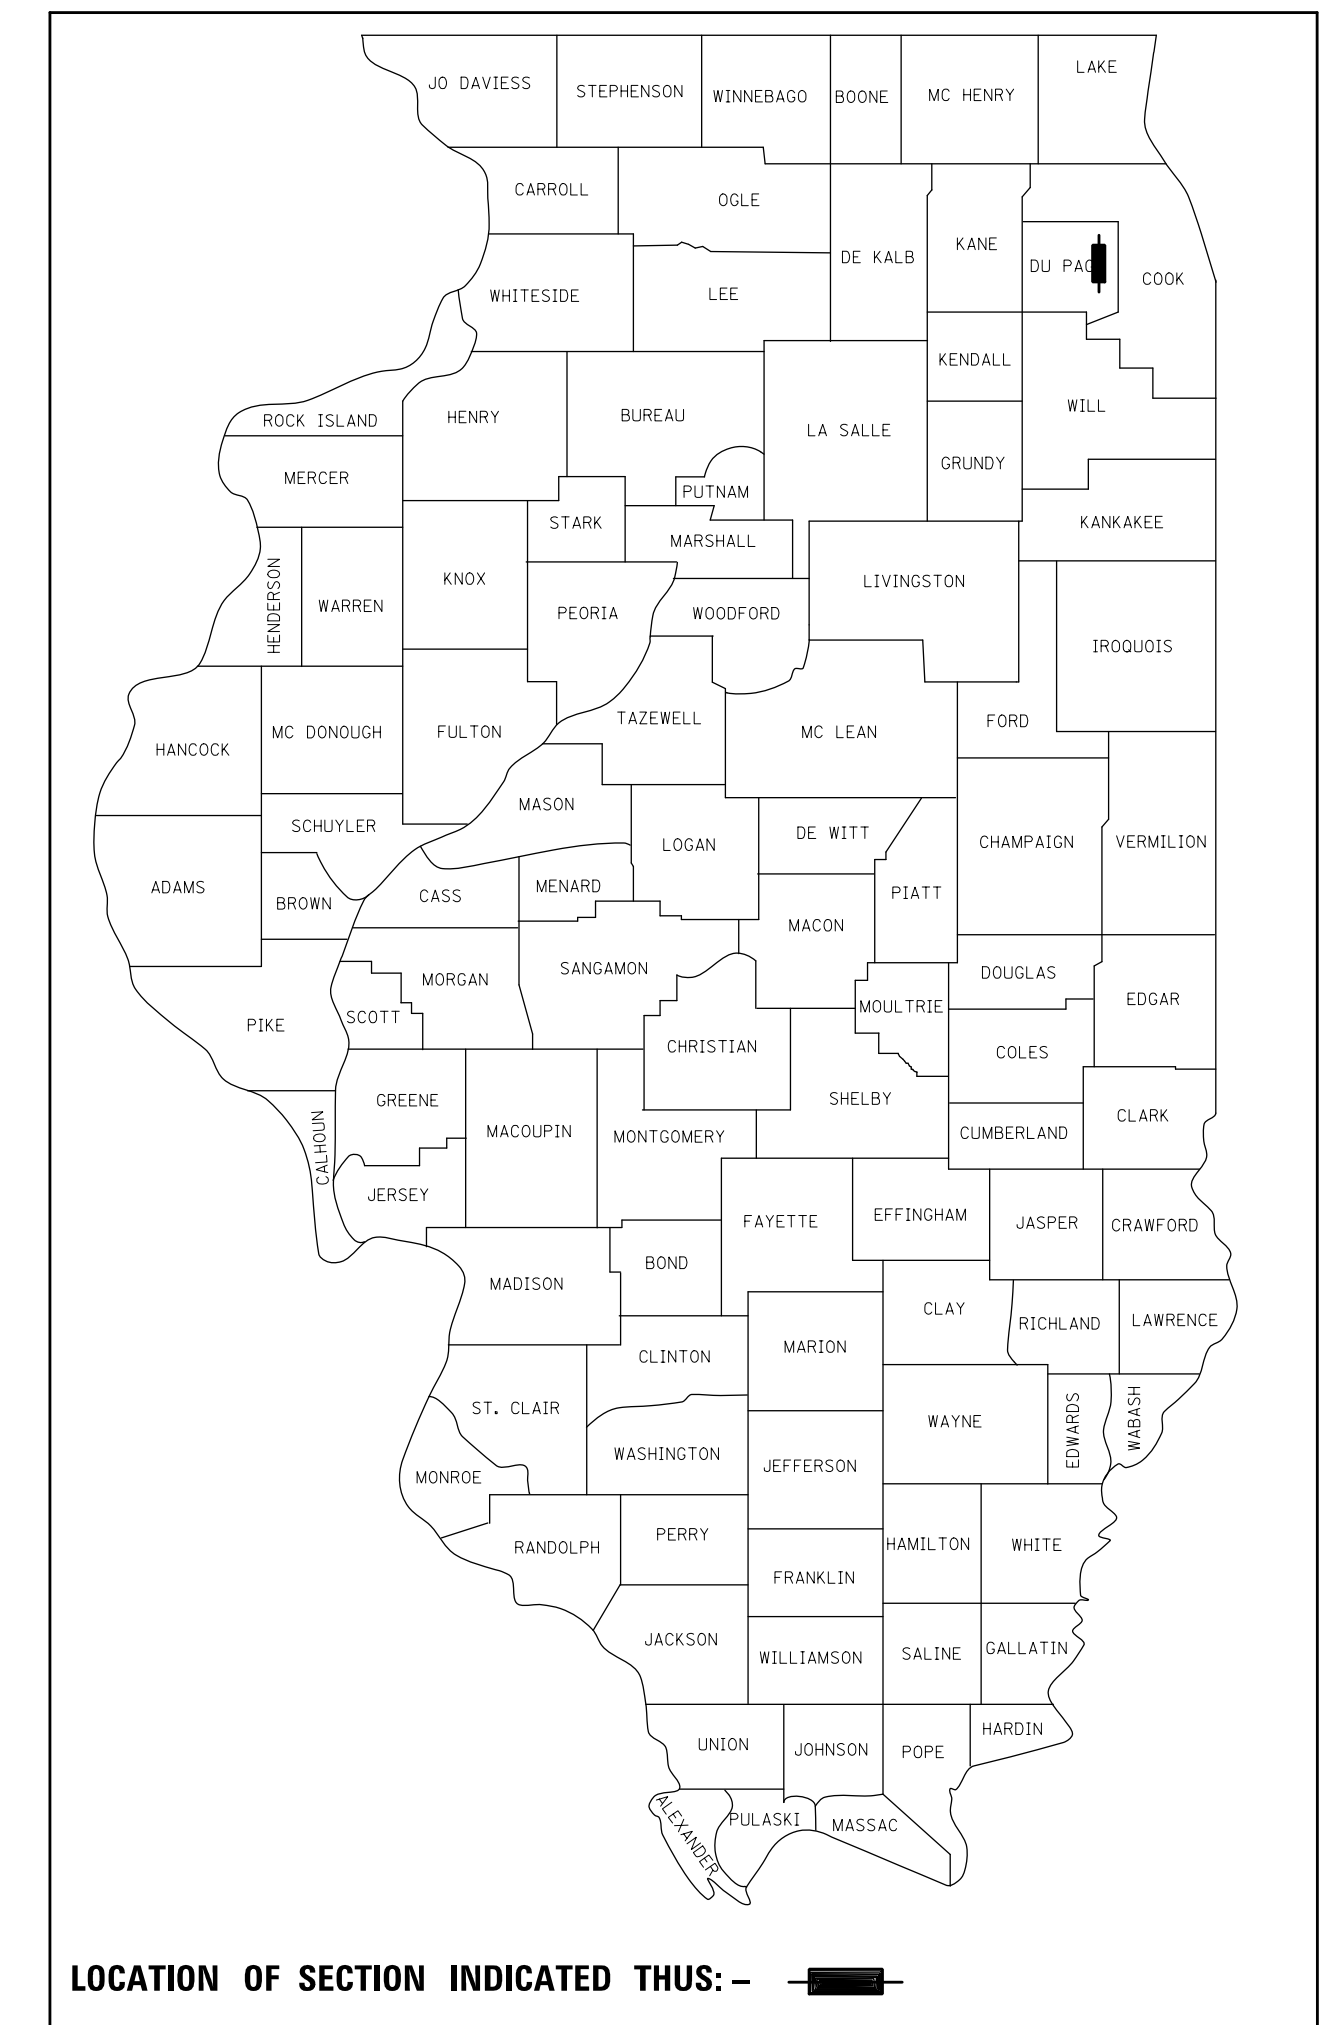 JO DAVIESS
STEPHENSON
WINNEBAGO
BOONE
MC HENRY
LAKE
CARROLL
OGLE
DE KALB
KANE
DU PAG
COOK
WHITESIDE
LEE
KENDALL
WILL
ROCK ISLAND
HENRY
BUREAU
LA SALLE
GRUNDY
MERCER
PUTNAM
STARK
MARSHALL
KANKAKEE
HENDERSON
WARREN
KNOX
PEORIA
WOODFORD
LIVINGSTON
IROQUOIS
HANCOCK
MC DONOUGH
FULTON
TAZEWELL
MC LEAN
FORD
SCHUYLER
MASON
LOGAN
DE WITT
CHAMPAIGN
VERMILION
ADAMS
BROWN
CASS
MENARD
MACON
PIATT
PIKE
SCOTT
MORGAN
SANGAMON
CHRISTIAN
MOULTRIE
DOUGLAS
EDGAR
COLES
CALHOUN
GREENE
MACOUPIN
MONTGOMERY
SHELBY
CUMBERLAND
CLARK
JERSEY
FAYETTE
EFFINGHAM
JASPER
CRAWFORD
MADISON
BOND
CLAY
RICHLAND
LAWRENCE
CLINTON
MARION
ST. CLAIR
WAYNE
EDWARDS
WABASH
MONROE
WASHINGTON
JEFFERSON
RANDOLPH
PERRY
FRANKLIN
HAMILTON
WHITE
JACKSON
WILLIAMSON
SALINE
GALLATIN
UNION
JOHNSON
POPE
HARDIN
ALEXANDER
PULASKI
MASSAC
LOCATION OF SECTION INDICATED THUS: –